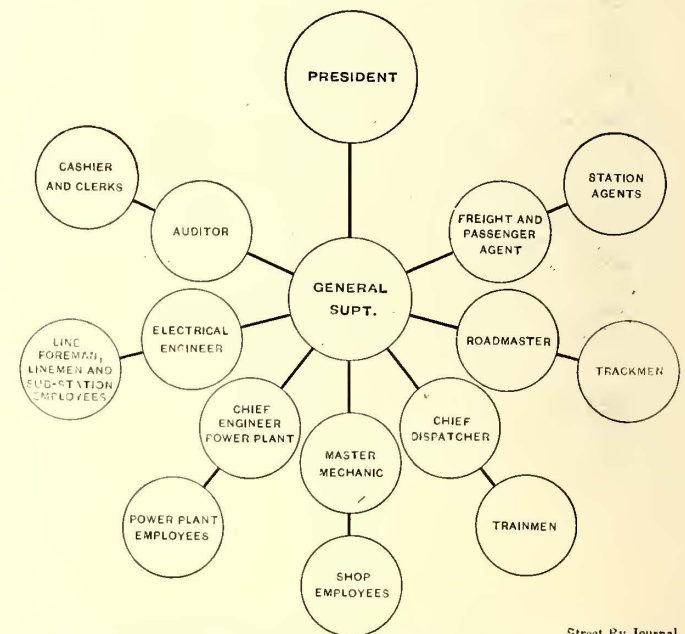 PRESIDENT
CASHIER
AND CLERKS
AUDITOR
STATION
AGENTS
FREIGHT AND
PASSENGER
AGENT
GENERAL
SUPT.
LINE
FOREMAN,
LINEMEN AND
SUB-STATION
EMPLOYEES
ELECTRICAL
ENGINEER
ROADMASTER
TRACKMEN
CHIEF
ENGINEER
POWER PLANT
CHIEF
DISPATCHER
MASTER
MECHANIC
POWER PLANT
EMPLOYEES
TRAINMEN
SHOP
EMPLOYEES
Street Ry. Journal